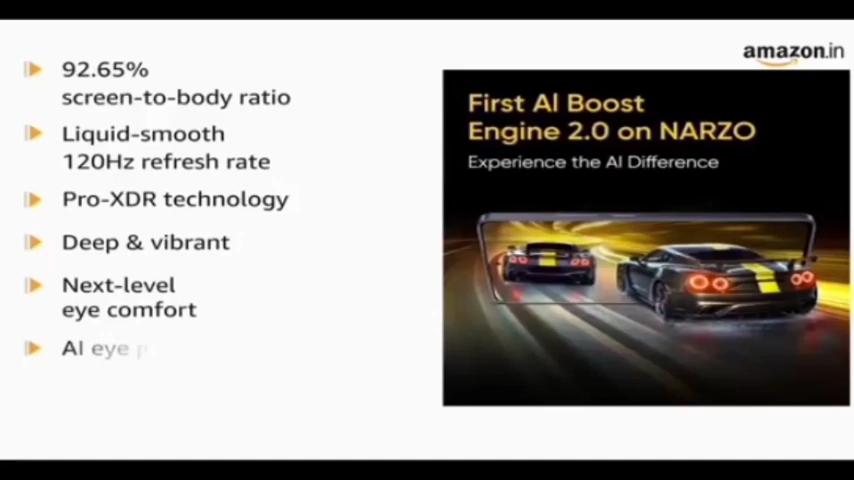 92.65%
screen-to-body ratio
Liquid-smooth
120Hz refresh rate
Pro-XDR technology
Deep & vibrant
Next-level
eye comfort
AI eye
amazon.in
First AI Boost
Engine 2.0 on NARZO
Experience the AI Difference